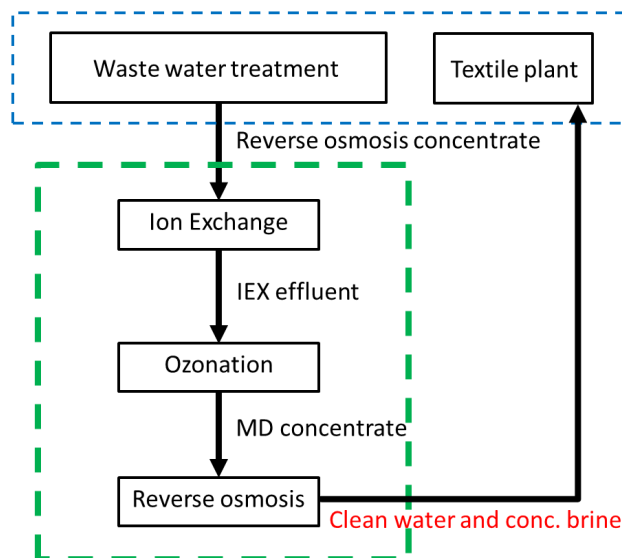 Waste water treatment
Textile plant
Reverse osmosis concentrate
Ion Exchange
IEX effluent
Ozonation
MD concentrate
Reverse osmosis
Clean water and conc. brine